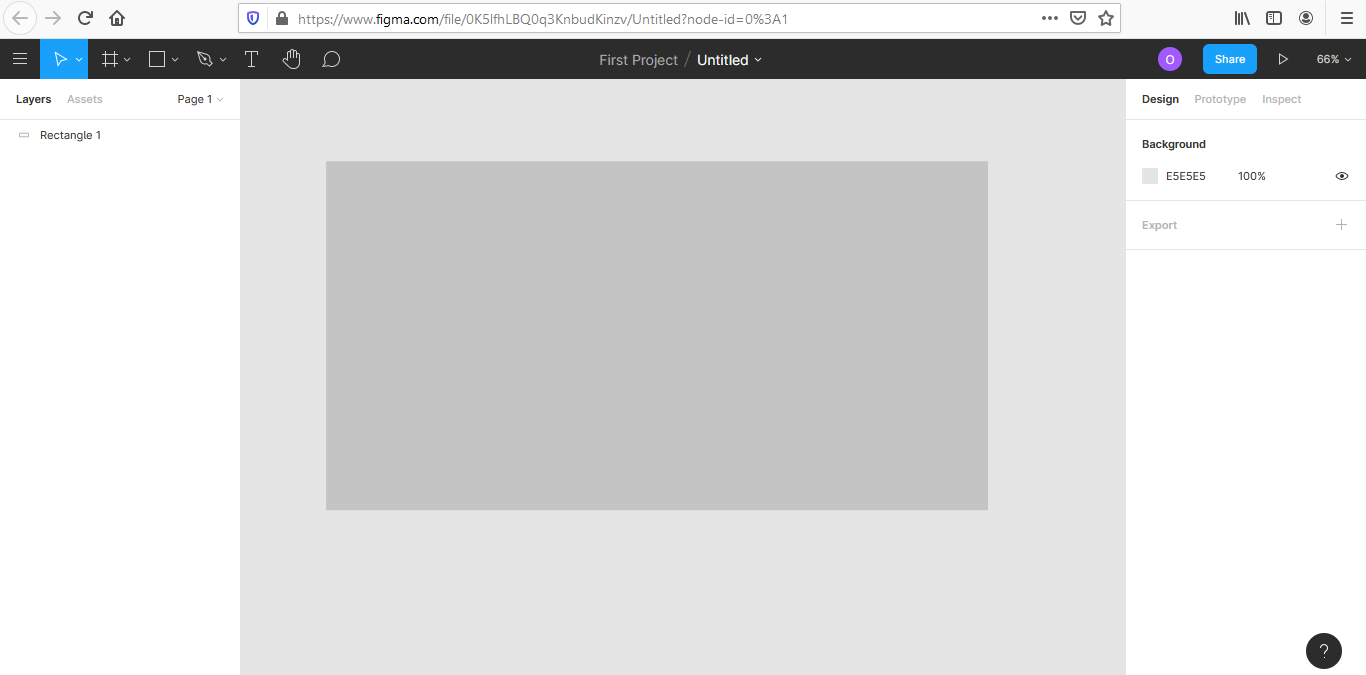 https://www.figma.com/file/0K5IfhLBQ0q3KnbudKinzv/Untitled?node-id=0%3A1
First Project / Untitled
O
Share
66%
Layers
Assets
Page 1
Design
Prototype
Inspect
Rectangle 1
Background
E5E5E5
100%
Export
?